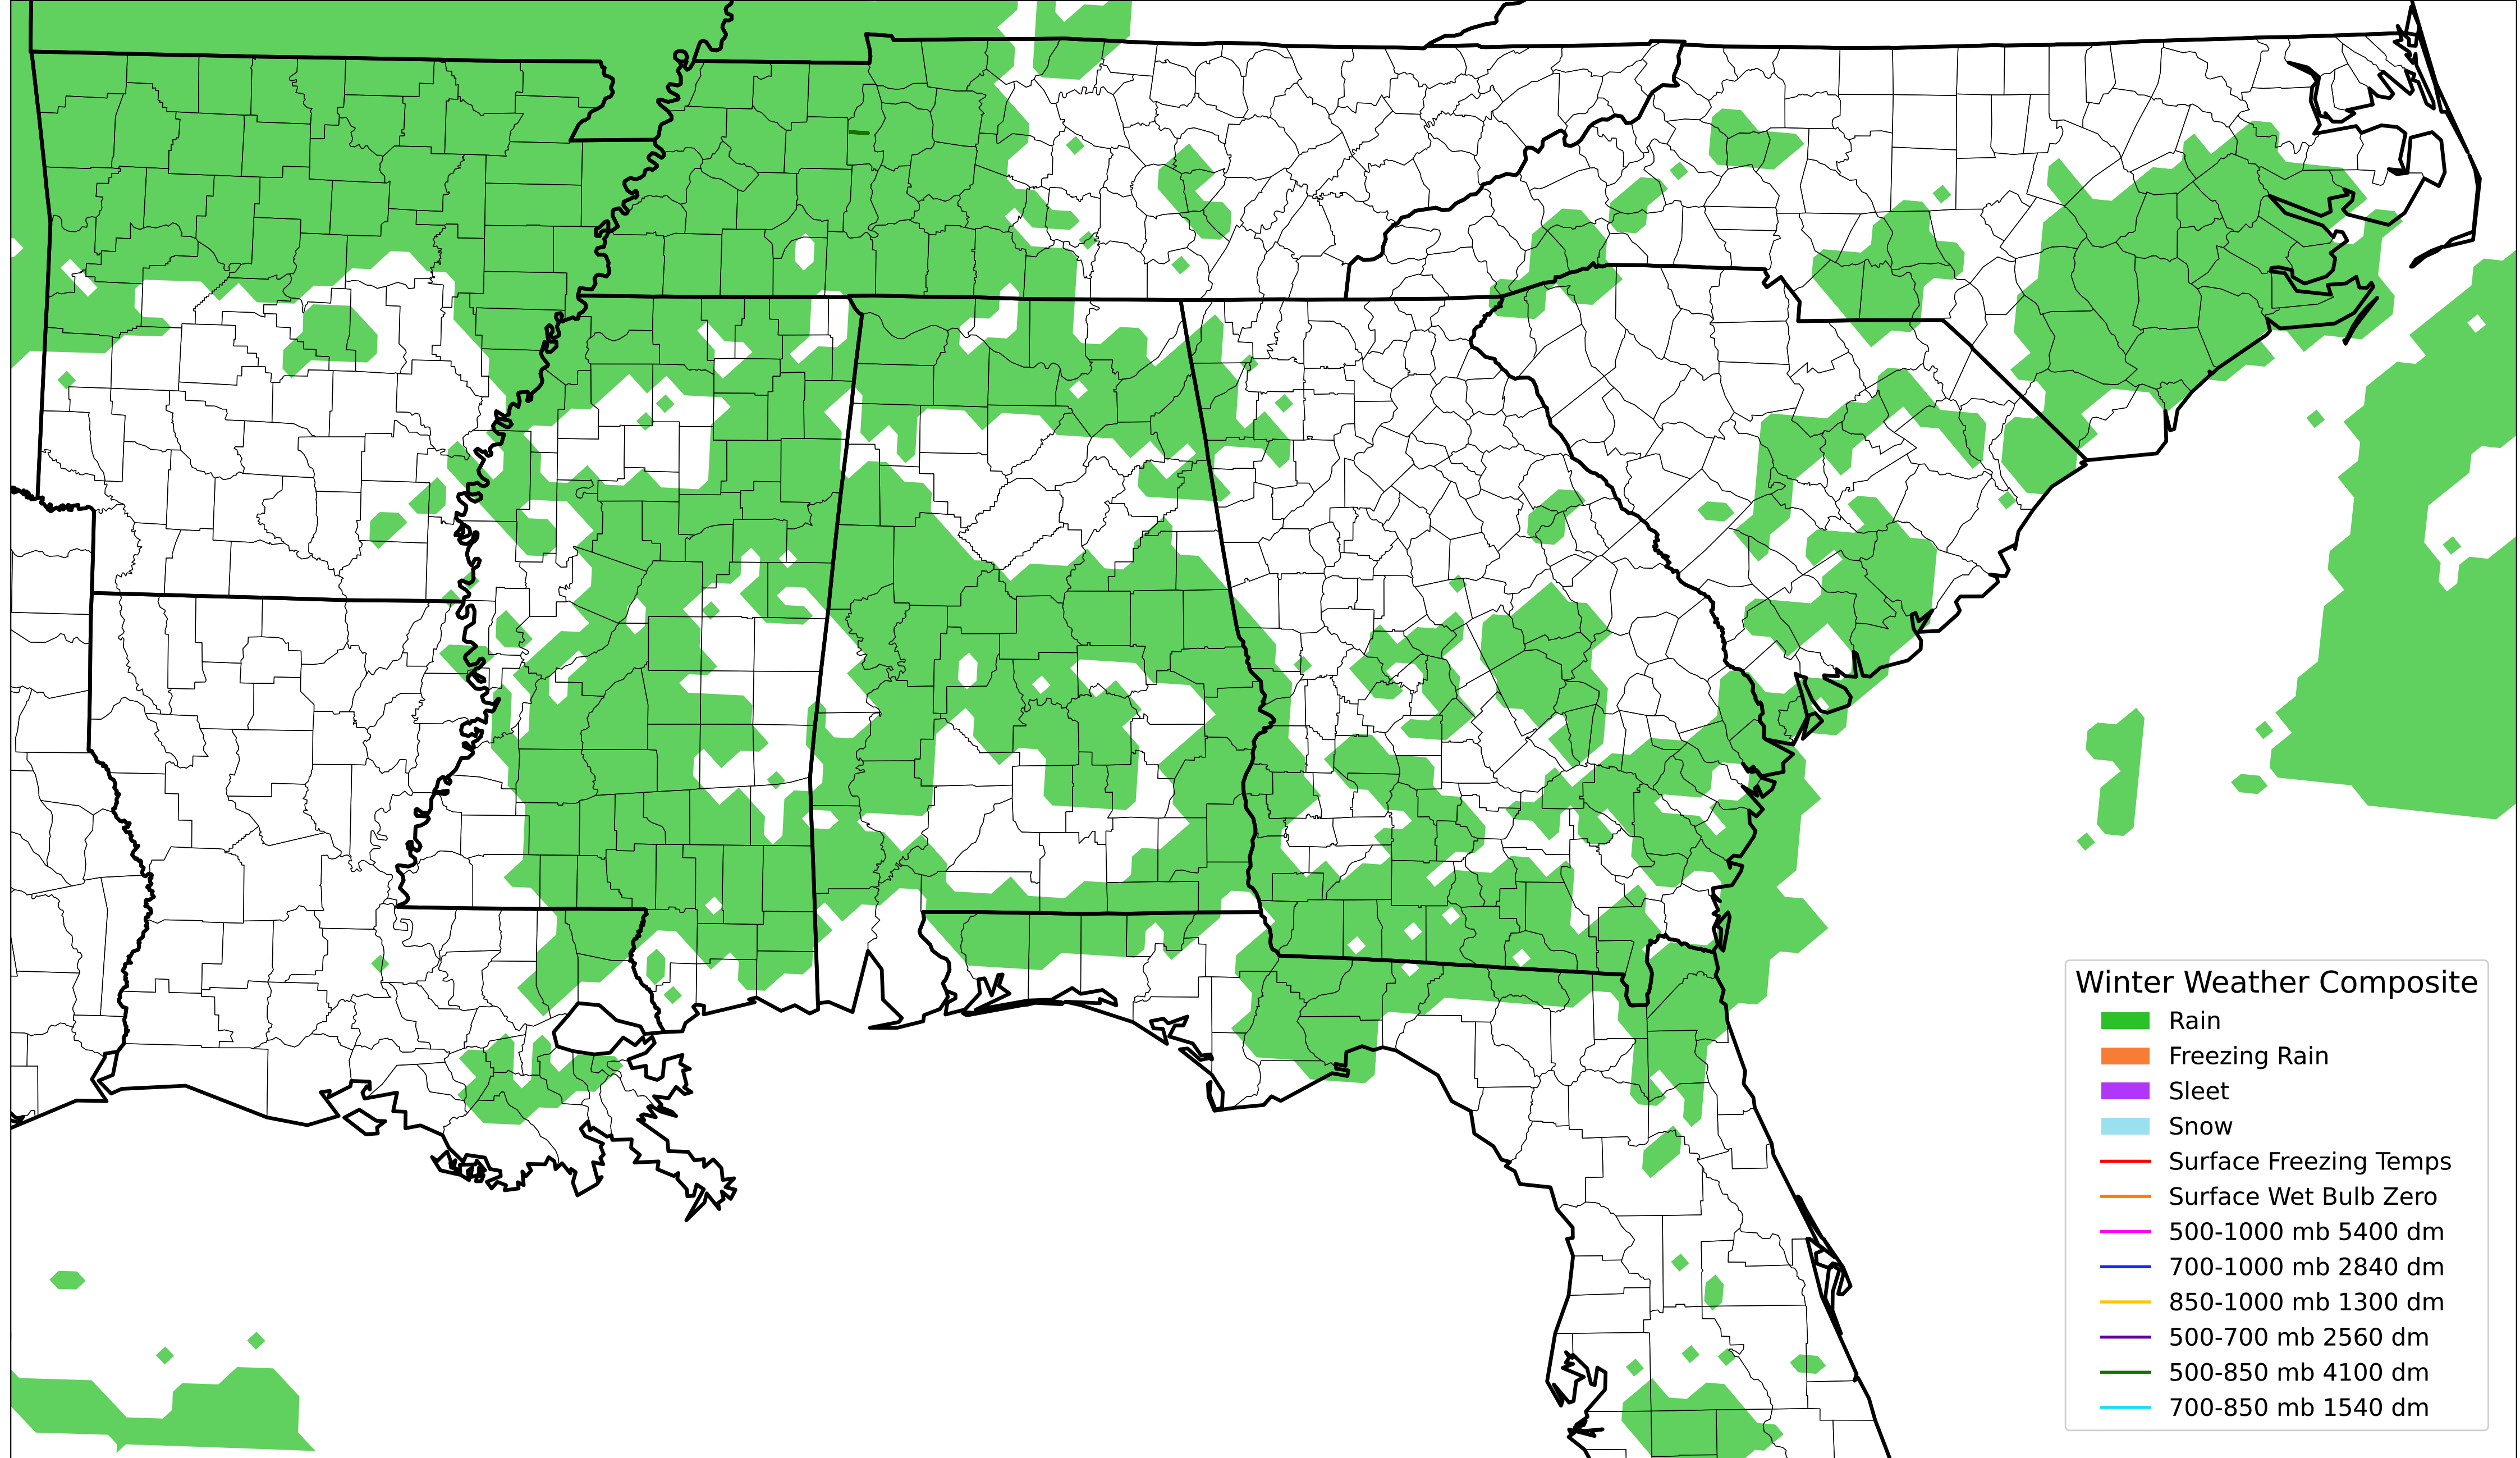 Winter Weather Composite
Rain
Freezing Rain
Sleet
Snow
Surface Freezing Temps
Surface Wet Bulb Zero
500-1000 mb 5400 dm
700-1000 mb 2840 dm
850-1000 mb 1300 dm
500-700 mb 2560 dm
500-850 mb 4100 dm
700-850 mb 1540 dm